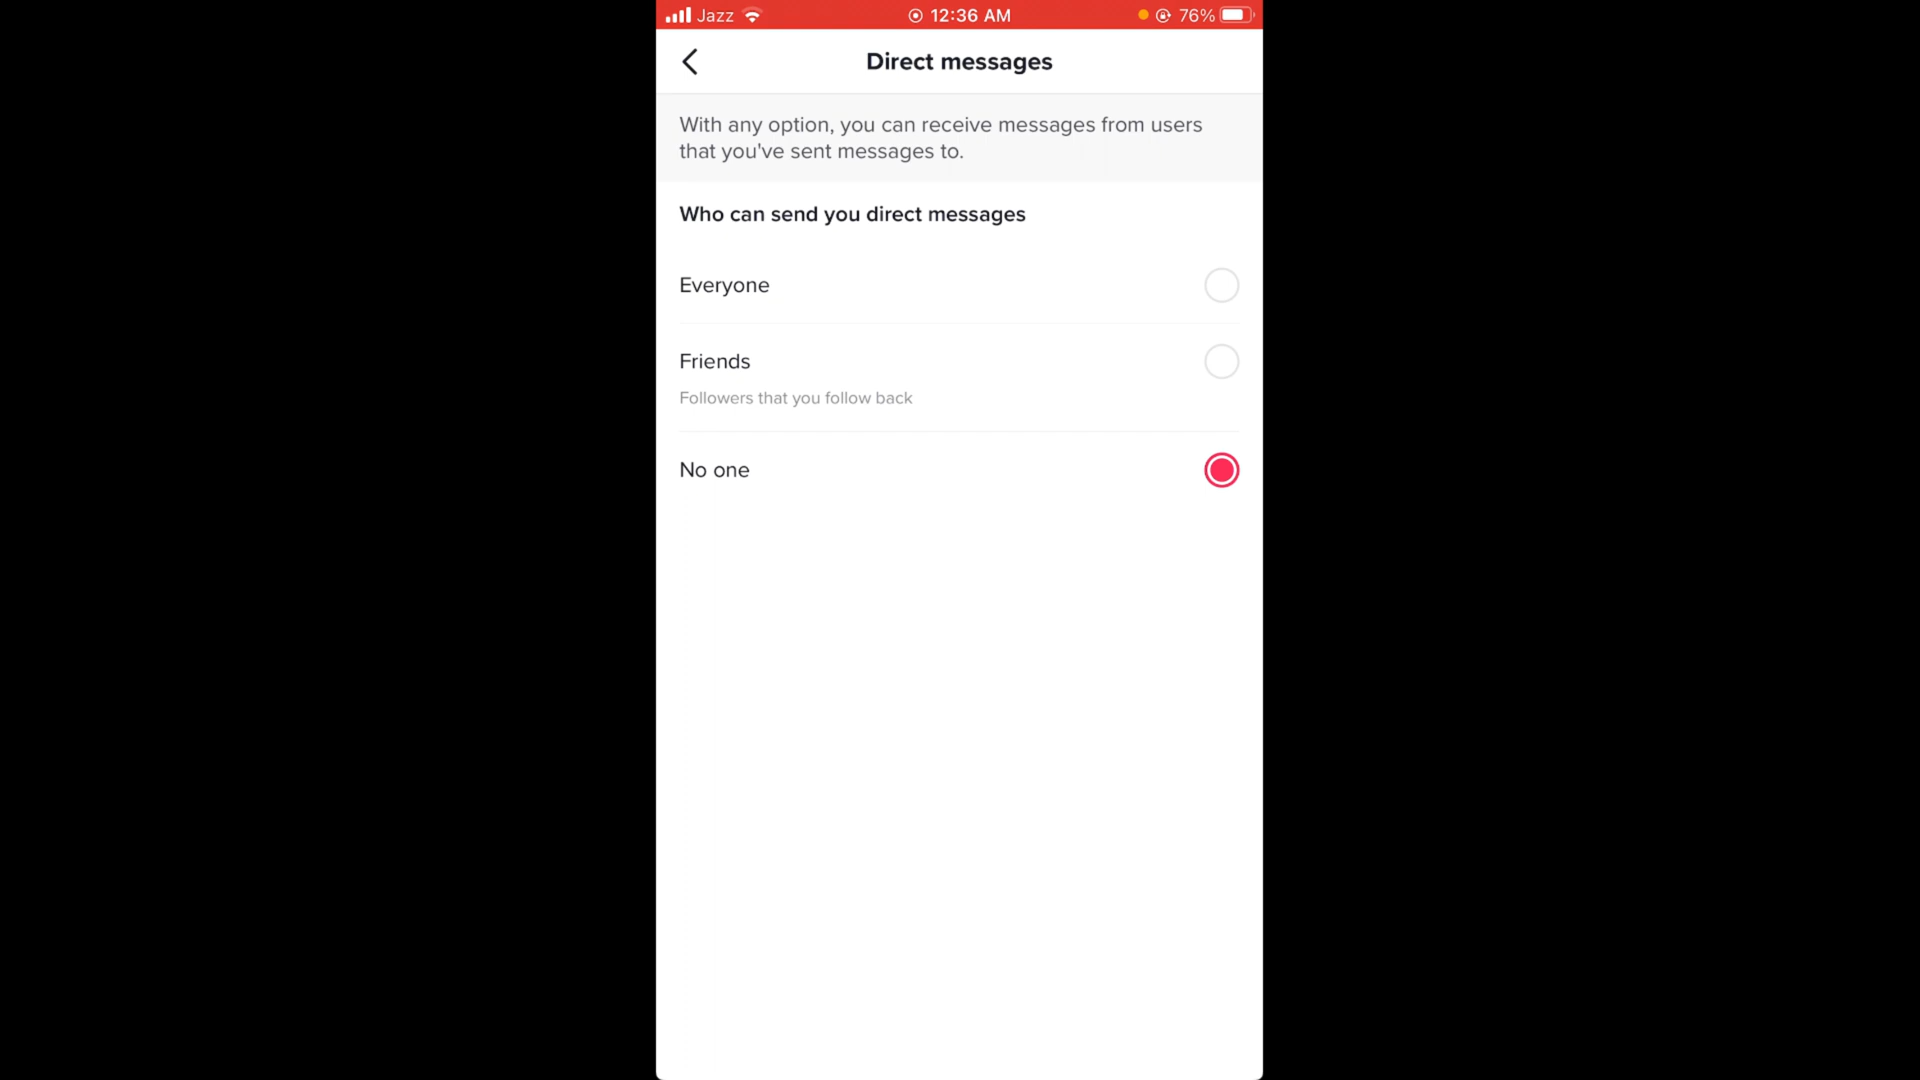 Jazz 12:36 AM 76%
Direct messages
With any option, you can receive messages from users
that you've sent messages to.
Who can send you direct messages
Everyone
Friends
Followers that you follow back
No one